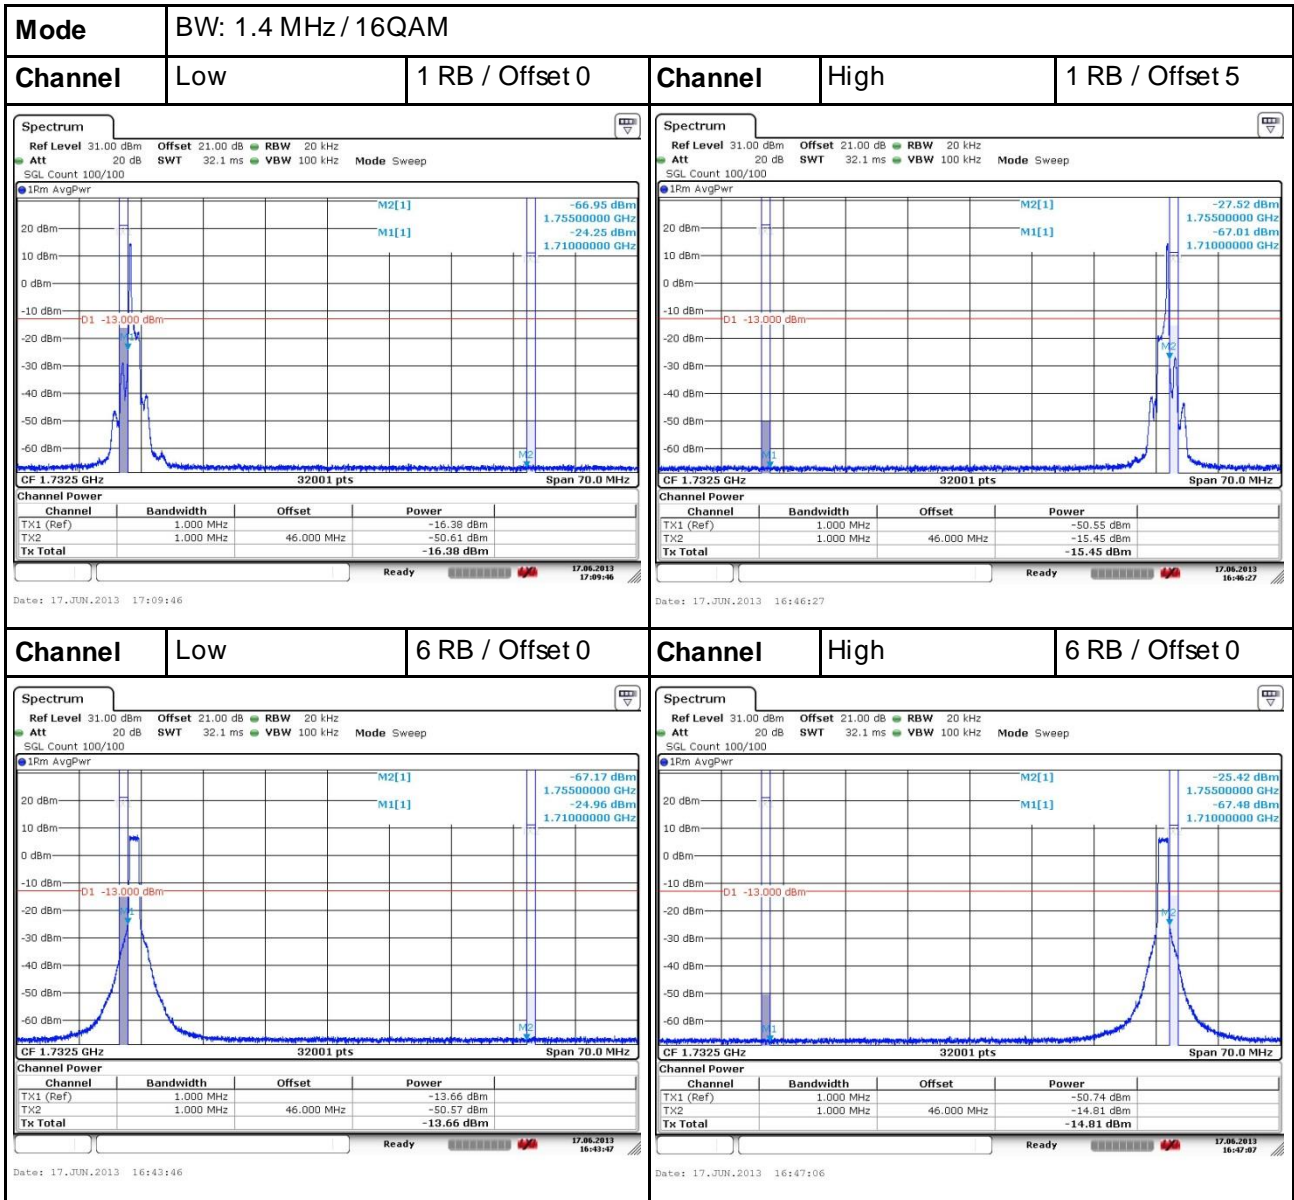 Mode BW: 1.4 MHz / 16QAM
Channel Low 1 RB / Offset 0 Channel High 1 RB / Offset 5
Spectrum
Ref Level 31.00 dBm Offset 21.00 dB RBW 20 kHz
Att 20 dB SWT 32.1 ms VBW 100 kHz Mode Sweep
SGL Count 100/100
1Rm AvgPwr
M2[1] -66.95 dBm
1.75500000 GHz
M1[1] -24.25 dBm
1.71000000 GHz
20 dBm
10 dBm
0 dBm
-10 dBm
D1 -13.000 dBm
-20 dBm
M1
-30 dBm
-40 dBm
-50 dBm
-60 dBm
M2
CF 1.7325 GHz 32001 pts Span 70.0 MHz
Channel Power
Channel Bandwidth Offset Power
TX1 (Ref) 1.000 MHz -16.38 dBm
TX2 1.000 MHz 46.000 MHz -50.61 dBm
Tx Total -16.38 dBm
Ready 17.06.2013
17:09:46
Date: 17.JUN.2013 17:09:46
Spectrum
Ref Level 31.00 dBm Offset 21.00 dB RBW 20 kHz
Att 20 dB SWT 32.1 ms VBW 100 kHz Mode Sweep
SGL Count 100/100
1Rm AvgPwr
M2[1] -27.52 dBm
1.75500000 GHz
M1[1] -67.01 dBm
1.71000000 GHz
20 dBm
10 dBm
0 dBm
-10 dBm
D1 -13.000 dBm
-20 dBm
M2
-30 dBm
-40 dBm
-50 dBm
-60 dBm
M1
CF 1.7325 GHz 32001 pts Span 70.0 MHz
Channel Power
Channel Bandwidth Offset Power
TX1 (Ref) 1.000 MHz -50.55 dBm
TX2 1.000 MHz 46.000 MHz -15.45 dBm
Tx Total -15.45 dBm
Ready 17.06.2013
16:46:27
Date: 17.JUN.2013 16:46:27
Channel Low 6 RB / Offset 0 Channel High 6 RB / Offset 0
Spectrum
Ref Level 31.00 dBm Offset 21.00 dB RBW 20 kHz
Att 20 dB SWT 32.1 ms VBW 100 kHz Mode Sweep
SGL Count 100/100
1Rm AvgPwr
M2[1] -67.17 dBm
1.75500000 GHz
M1[1] -24.96 dBm
1.71000000 GHz
20 dBm
10 dBm
0 dBm
-10 dBm
D1 -13.000 dBm
-20 dBm
M1
-30 dBm
-40 dBm
-50 dBm
-60 dBm
M2
CF 1.7325 GHz 32001 pts Span 70.0 MHz
Channel Power
Channel Bandwidth Offset Power
TX1 (Ref) 1.000 MHz -13.66 dBm
TX2 1.000 MHz 46.000 MHz -50.57 dBm
Tx Total -13.66 dBm
Ready 17.06.2013
16:43:47
Date: 17.JUN.2013 16:43:46
Spectrum
Ref Level 31.00 dBm Offset 21.00 dB RBW 20 kHz
Att 20 dB SWT 32.1 ms VBW 100 kHz Mode Sweep
SGL Count 100/100
1Rm AvgPwr
M2[1] -25.42 dBm
1.75500000 GHz
M1[1] -67.48 dBm
1.71000000 GHz
20 dBm
10 dBm
0 dBm
-10 dBm
D1 -13.000 dBm
-20 dBm
M2
-30 dBm
-40 dBm
-50 dBm
-60 dBm
M1
CF 1.7325 GHz 32001 pts Span 70.0 MHz
Channel Power
Channel Bandwidth Offset Power
TX1 (Ref) 1.000 MHz -50.74 dBm
TX2 1.000 MHz 46.000 MHz -14.81 dBm
Tx Total -14.81 dBm
Ready 17.06.2013
16:47:07
Date: 17.JUN.2013 16:47:06